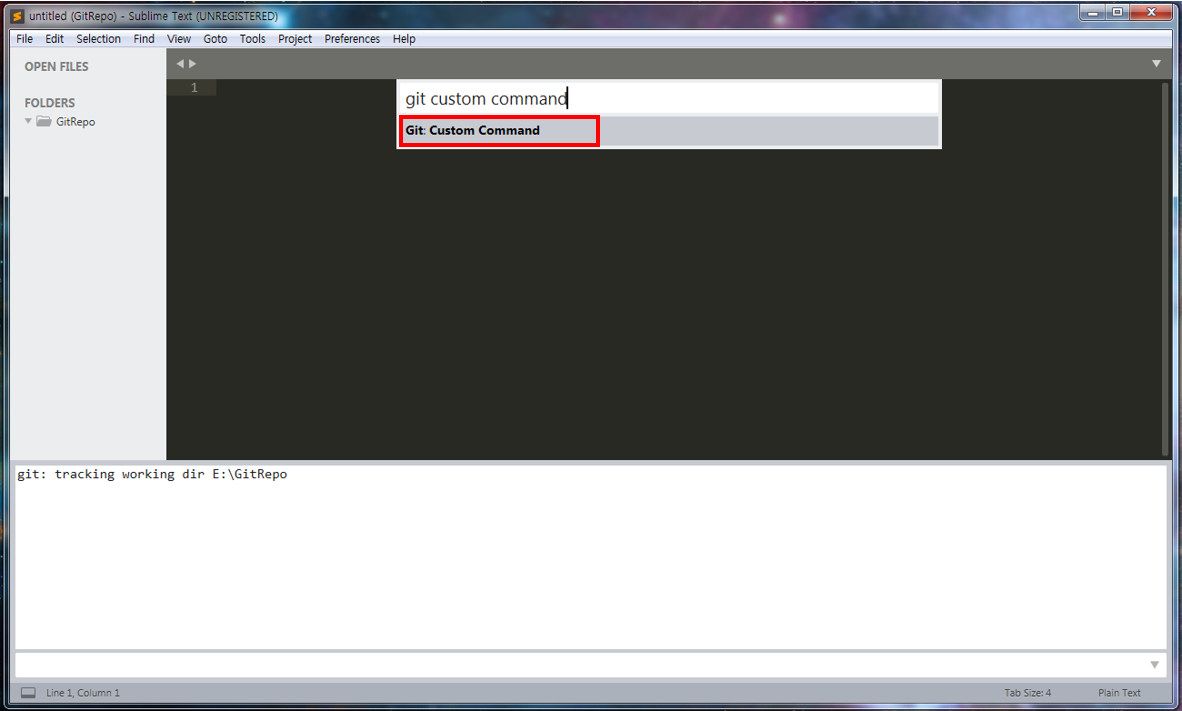 untitled (GitRepo) - Sublime Text (UNREGISTERED)
File Edit Selection Find View Goto Tools Project Preferences Help
OPEN FILES
FOLDERS
GitRepo
1
git custom command
Git: Custom Command
git: tracking working dir E:\GitRepo
Line 1, Column 1
Tab Size: 4
Plain Text